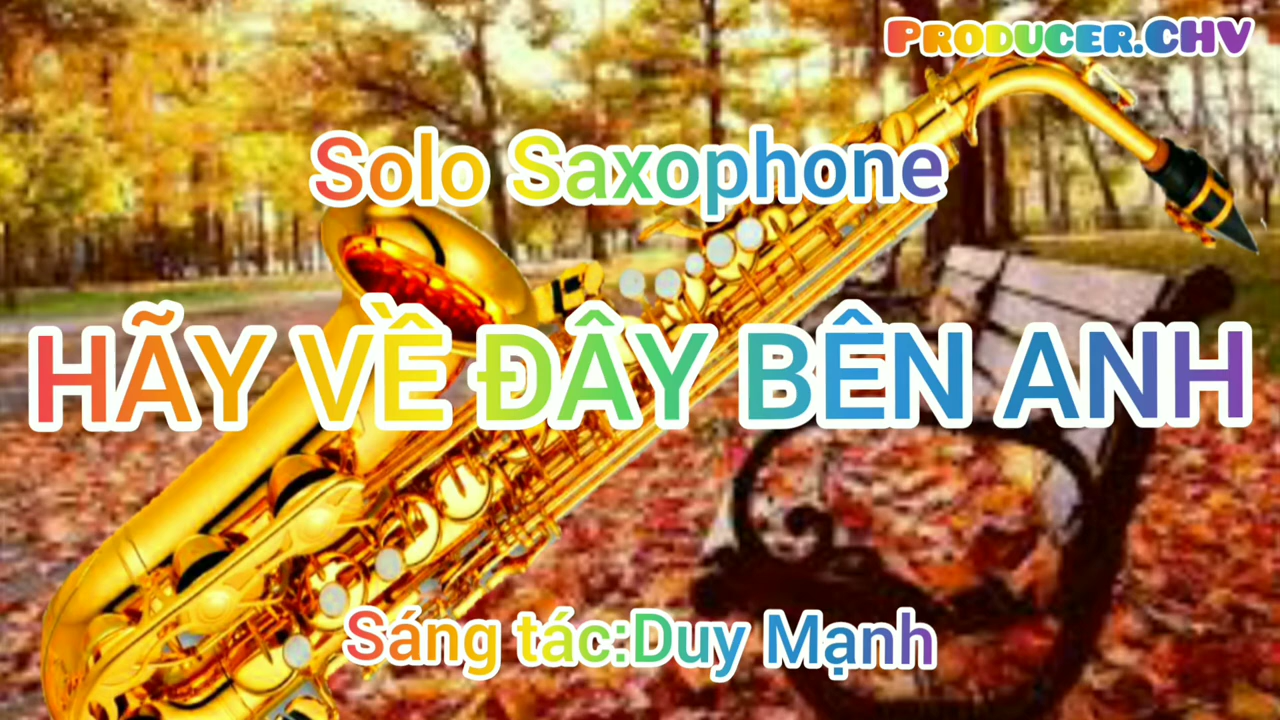 PRODUCER.CHV
Solo Saxophone
HÃY VỀ ĐÂY BÊN ANH
Sáng tác:Duy Mạnh